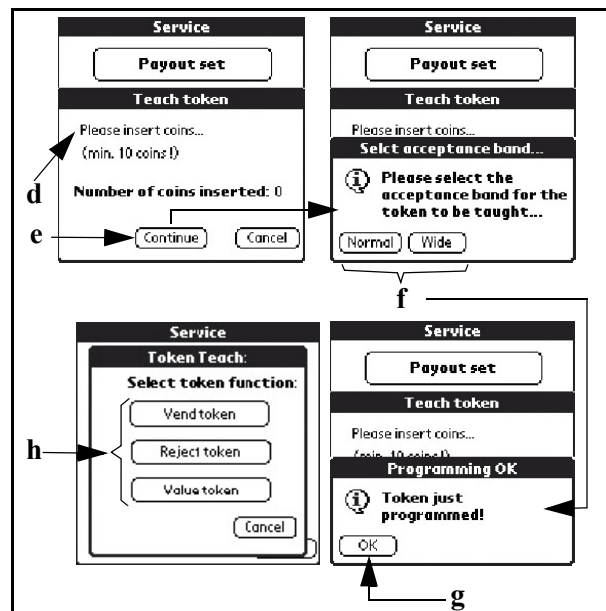 Service
Payout set
Teach token
Please insert coins...
(min. 10 coins!)
Number of coins inserted: 0
Continue
Cancel
d
e
Service
Payout set
Teach token
Please insert coins...
Selct acceptance band...
Please select the
acceptance band for the
token to be taught...
Normal
Wide
f
Service
Token Teach:
Select token function:
Vend token
Reject token
Value token
Cancel
h
Service
Payout set
Teach token
Please insert coins...
(min. 10 coins!)
Programming OK
Token just
programmed!
OK
g